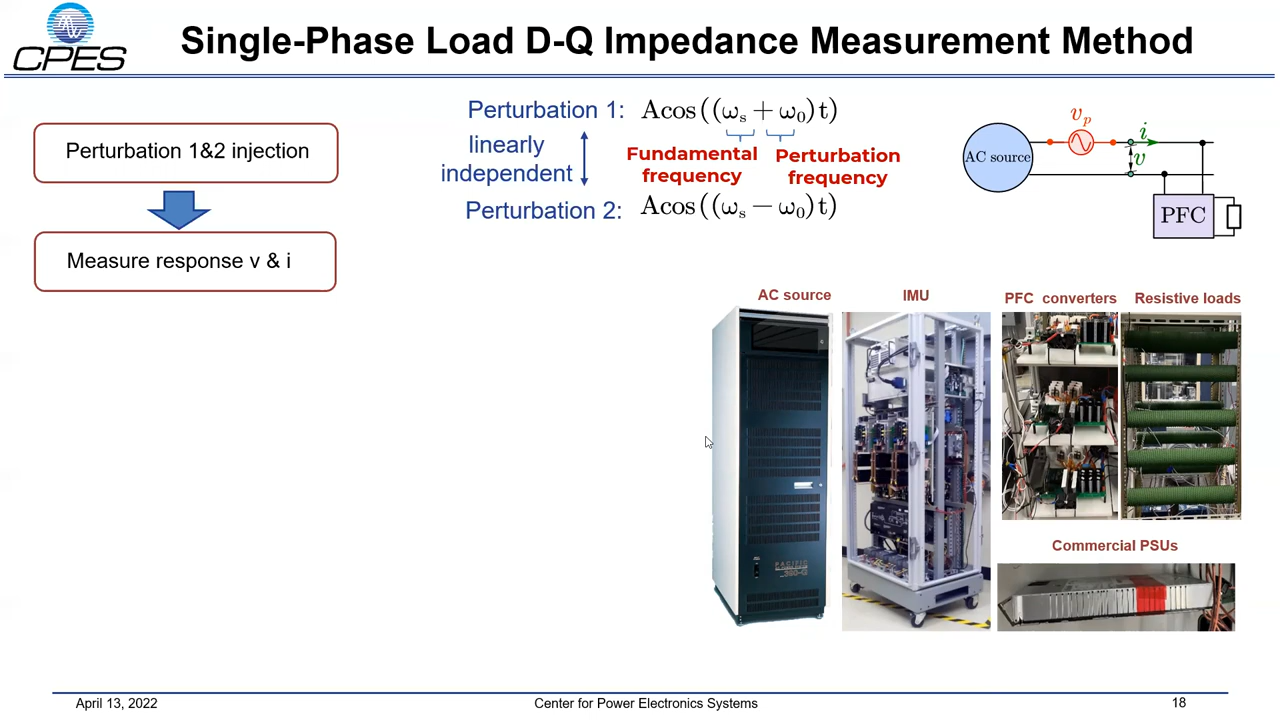 CPES
Single-Phase Load D-Q Impedance Measurement Method
Perturbation 1&2 injection
Measure response v & i
Perturbation 1: Acos((ωs + ω0)t)
linearly
independent
Fundamental
frequency
Perturbation
frequency
Perturbation 2: Acos((ωs − ω0)t)
AC source
vp
i
v
PFC
AC source
IMU
PFC converters
Resistive loads
PACIFIC
Commercial PSUs
April 13, 2022
Center for Power Electronics Systems
18